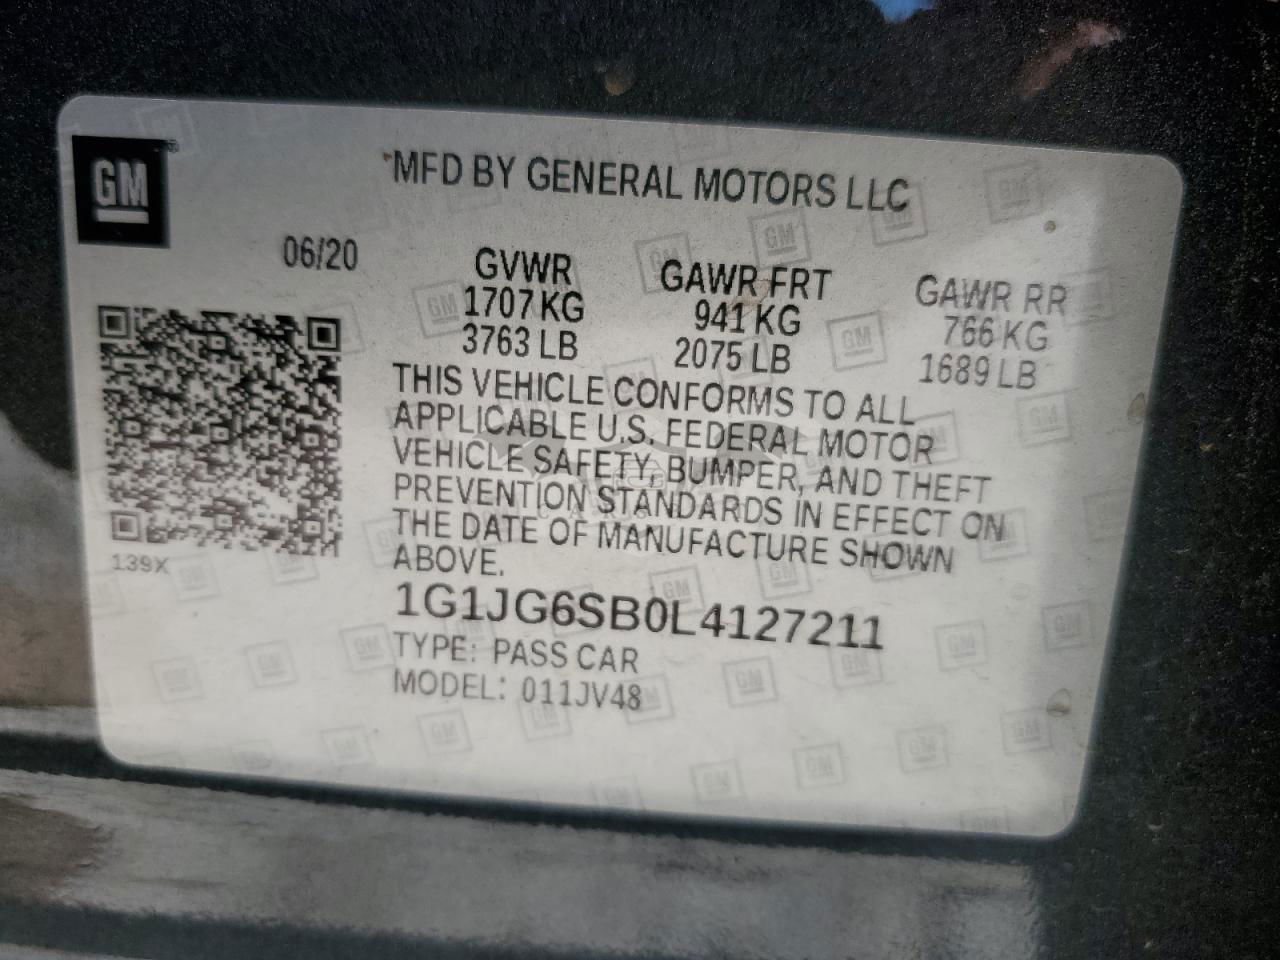 GM
MFD BY GENERAL MOTORS LLC
06/20
GVWR
1707 KG
3763 LB
GAWR FRT
941 KG
2075 LB
GAWR RR
766 KG
1689 LB
THIS VEHICLE CONFORMS TO ALL
APPLICABLE U.S. FEDERAL MOTOR
VEHICLE SAFETY, BUMPER, AND THEFT
PREVENTION STANDARDS IN EFFECT ON
THE DATE OF MANUFACTURE SHOWN
ABOVE.
139X
1G1JG6SB0L4127211
TYPE: PASS CAR
MODEL: 011JV48